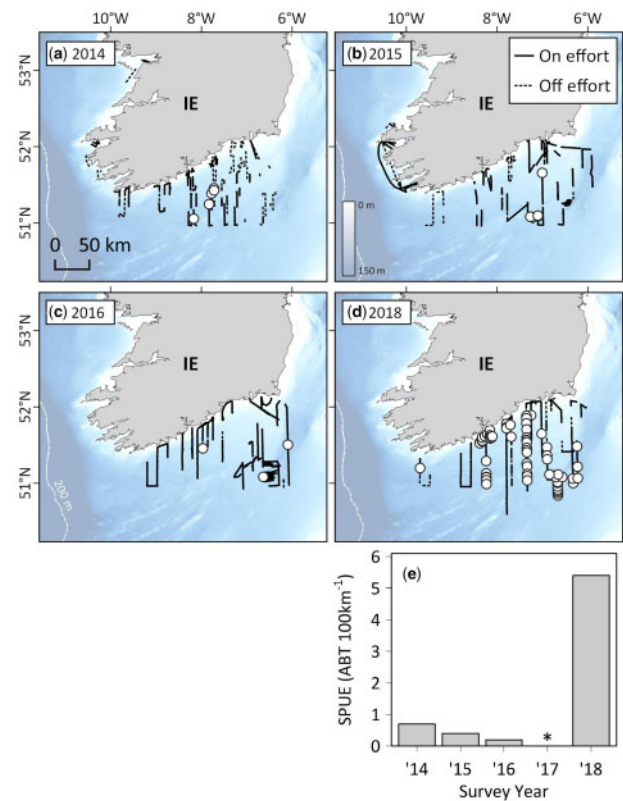 10°W 8°W 6°W 10°W 8°W 6°W
(a) 2014
(b) 2015
On effort
Off effort
53°N
52°N
51°N
IE
IE
0 50 km
0 m
150 m
(c) 2016
(d) 2018
53°N
52°N
51°N
IE
IE
200 m
(e)
SPUE (ABT 100km⁻¹)
6
5
4
3
2
1
0
*
'14 '15 '16 '17 '18
Survey Year